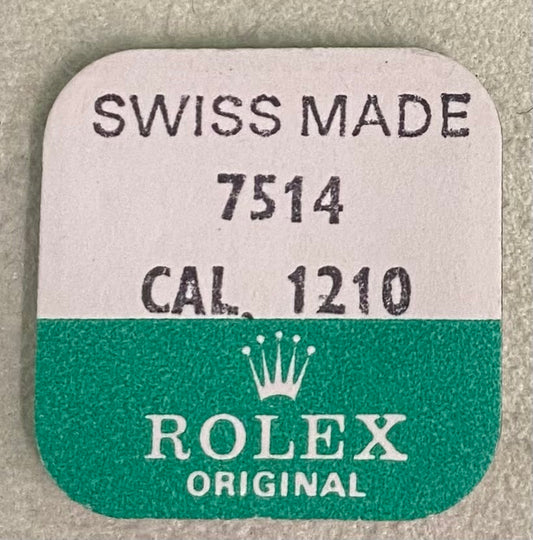 SWISS MADE
7514
CAL. 1210
ROLEX
ORIGINAL